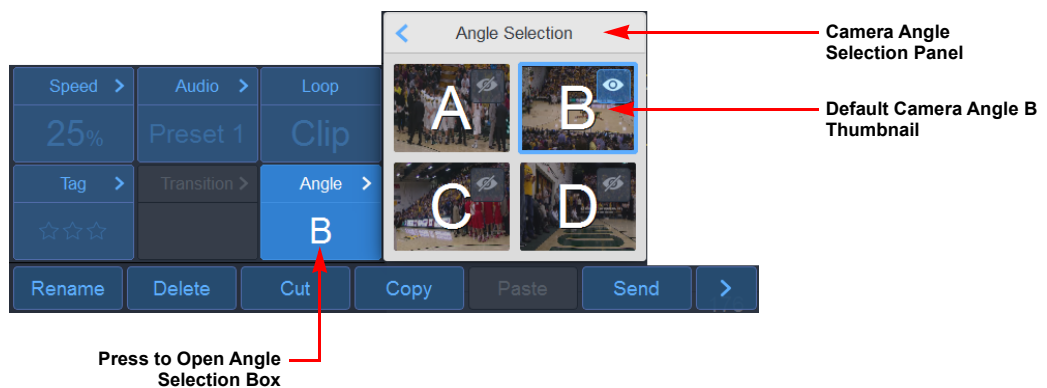 Angle Selection
Camera Angle
Selection Panel
Speed > Audio > Loop
25% Preset 1 Clip
A B
Default Camera Angle B
Thumbnail
Tag > Transition > Angle >
B
C D
Rename Delete Cut Copy Paste Send >
Press to Open Angle
Selection Box